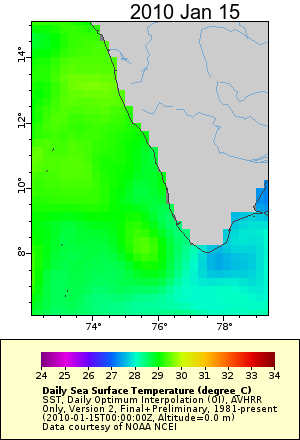 2010 Jan 15
14°
12°
10°
8°
74° 76° 78°
24 25 26 27 28 29 30 31 32 33 34
Daily Sea Surface Temperature (degree_C)
SST, Daily Optimum Interpolation (OI), AVHRR
Only, Version 2, Final+Preliminary, 1981-present
(2010-01-15T00:00:00Z, Altitude=0.0 m)
Data courtesy of NOAA NCEI